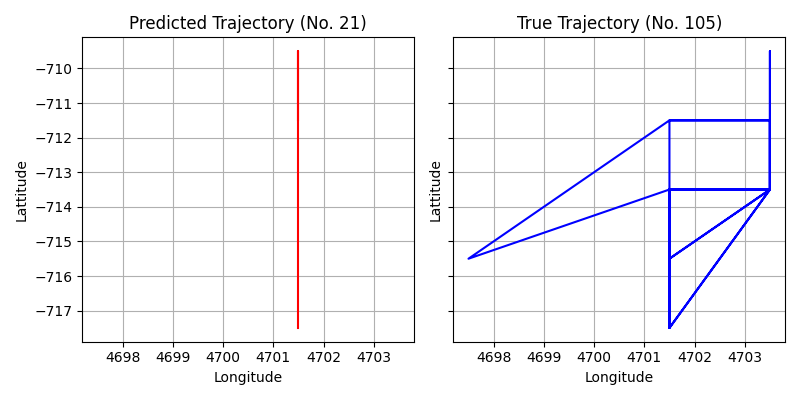 Predicted Trajectory (No. 21)
True Trajectory (No. 105)
Lattitude
−710
−711
−712
−713
−714
−715
−716
−717
4698 4699 4700 4701 4702 4703
Longitude
Lattitude
4698 4699 4700 4701 4702 4703
Longitude